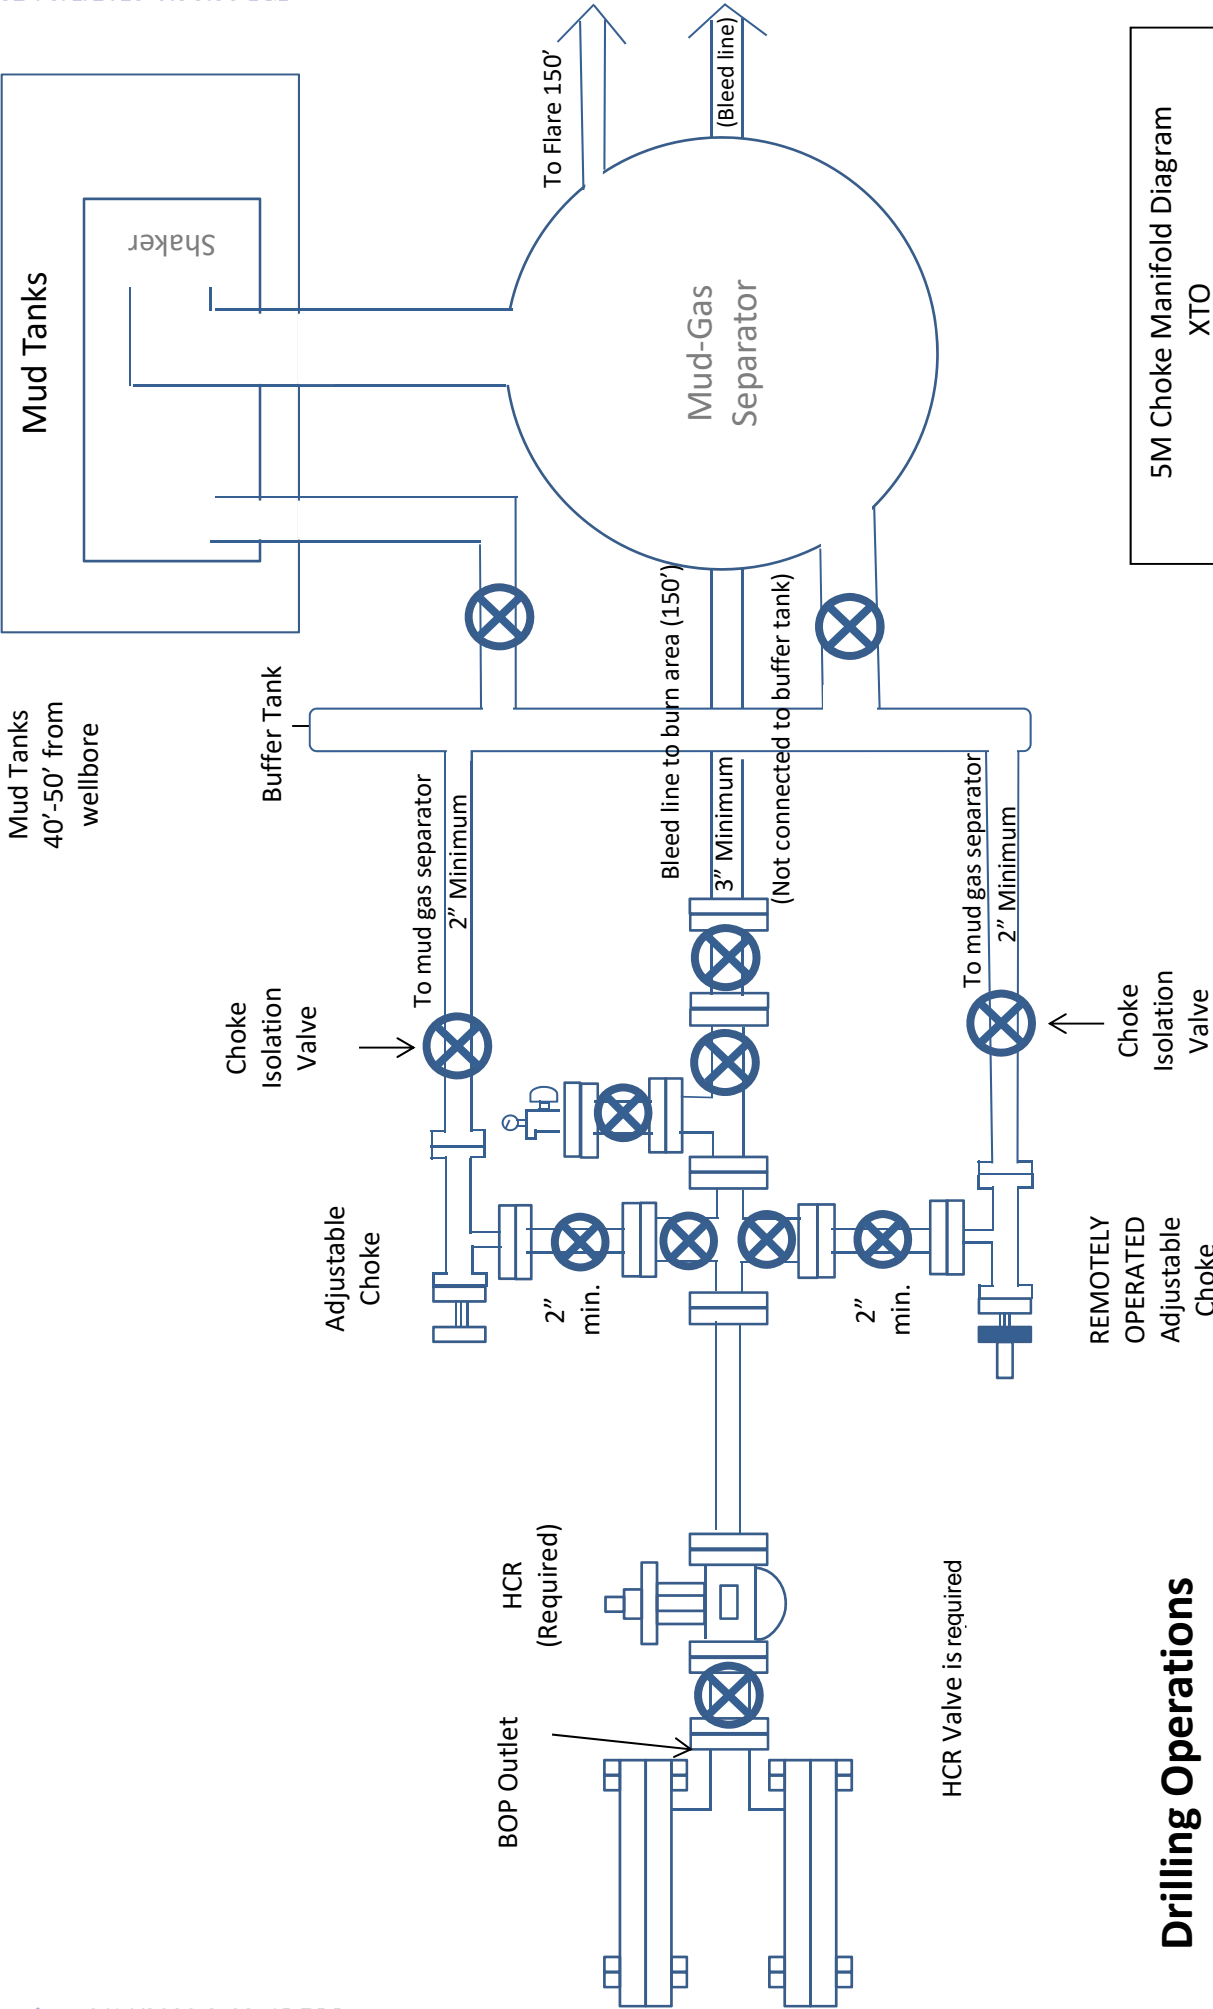 Mud Tanks
Shaker
Mud Tanks
40’-50’ from
wellbore
Buffer Tank
To Flare 150’
(Bleed line)
Mud-Gas
Separator
Choke
Isolation
Valve
To mud gas separator
2” Minimum
Bleed line to burn area (150’)
3” Minimum
(Not connected to buffer tank)
To mud gas separator
2” Minimum
Choke
Isolation
Valve
Adjustable
Choke
2”
min.
2”
min.
REMOTELY
OPERATED
Adjustable
Choke
HCR
(Required)
BOP Outlet
HCR Valve is required
Drilling Operations
5M Choke Manifold Diagram
XTO